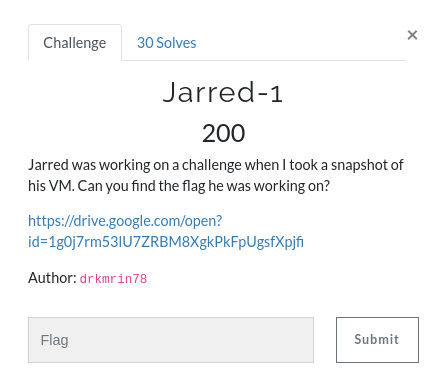 Challenge
30 Solves
×
Jarred-1
200
Jarred was working on a challenge when I took a snapshot of
his VM. Can you find the flag he was working on?
https://drive.google.com/open?
id=1g0j7rm53lU7ZRBM8XgkPkFpUgsfXpjfi
Author: drkmrin78
Flag
Submit